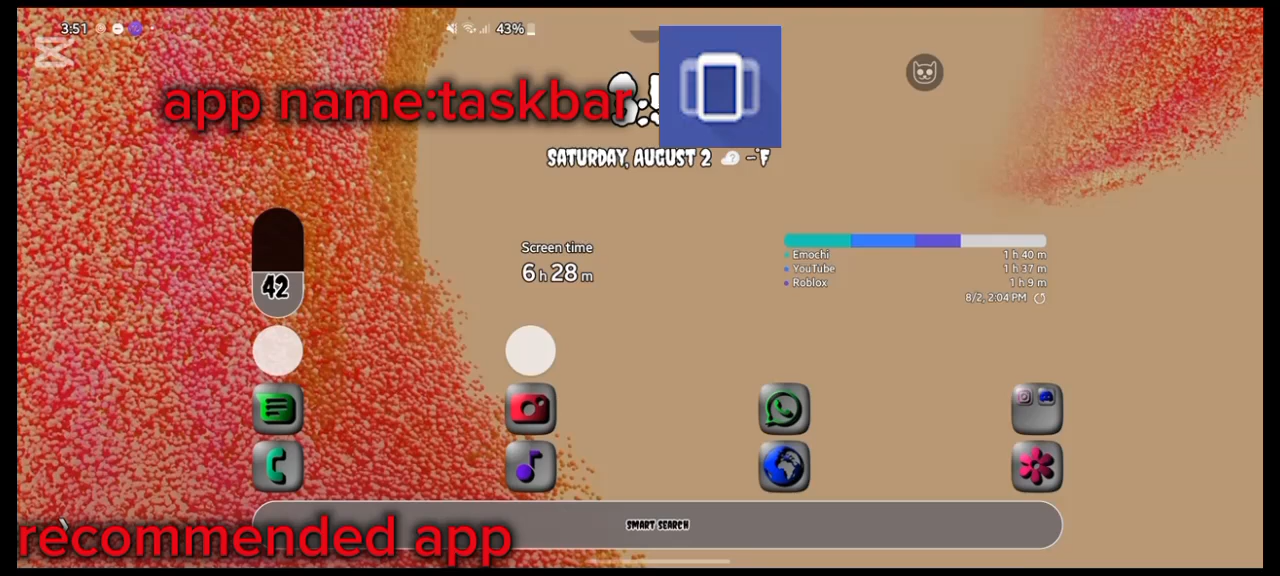 3:51
43%
app name:taskbar
SATURDAY, AUGUST 2 –°F
Screen time
6 h 28 m
Emochi 1 h 40 m
YouTube 1 h 37 m
Roblox 1 h 9 m
8/2, 2:04 PM
42
SMART SEARCH
recommended app